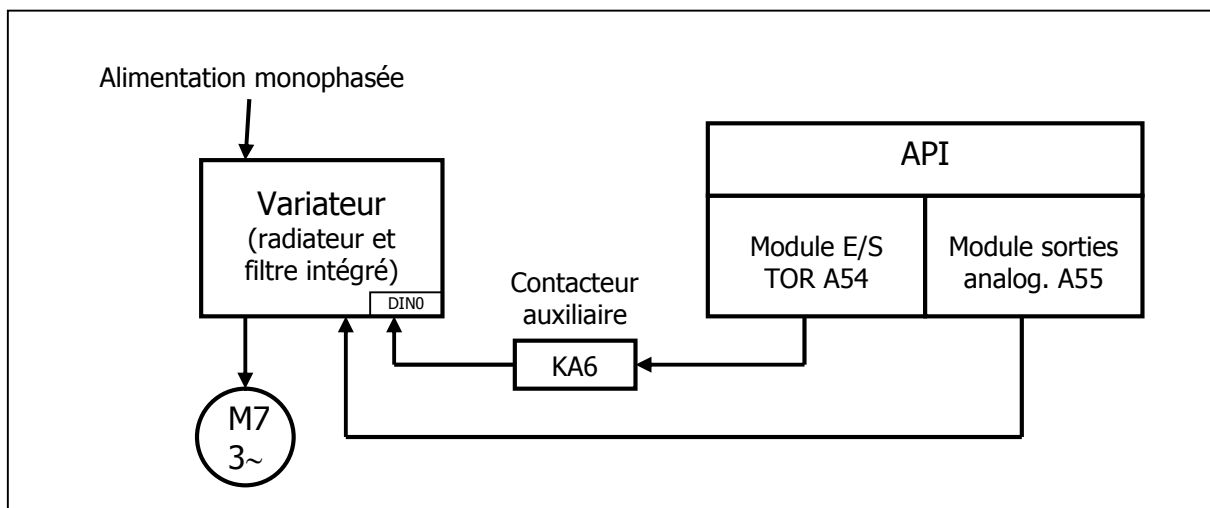 Alimentation monophasée
Variateur
(radiateur et
filtre intégré)
DIN0
M7
3~
Contacteur
auxiliaire
KA6
API
Module E/S
TOR A54
Module sorties
analog. A55